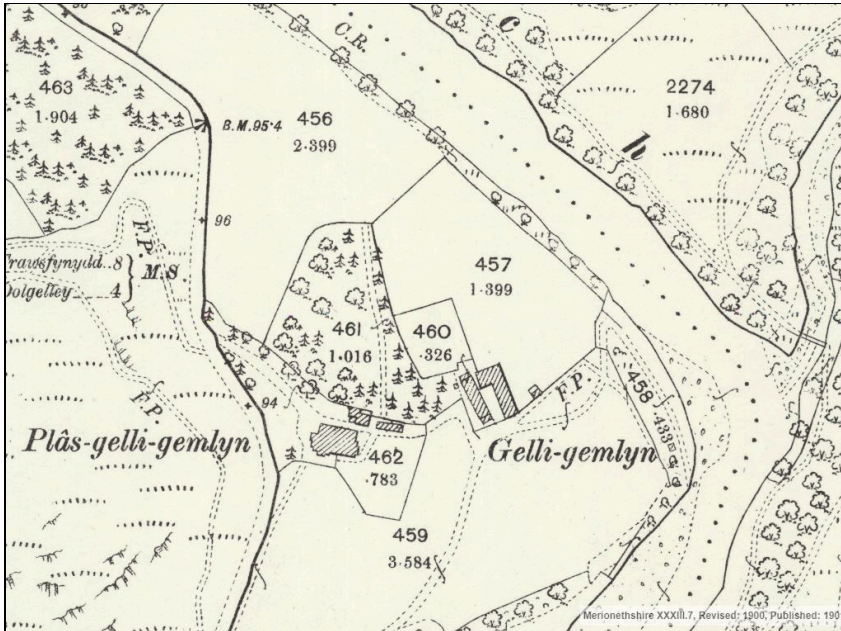 C.R.
c
463
1·904
B.M.95·4
456
2·399
2274
1·680
h
F.P.
96
Trawsfynydd..8
Dolgelley 4
M.S.
457
1·399
461
1·016
460
·326
458
·433
F.P.
F.P.
94
Plâs-gelli-gemlyn
Gelli-gemlyn
462
·783
459
3·584
Merionethshire XXXIII.7, Revised: 1900, Published: 190